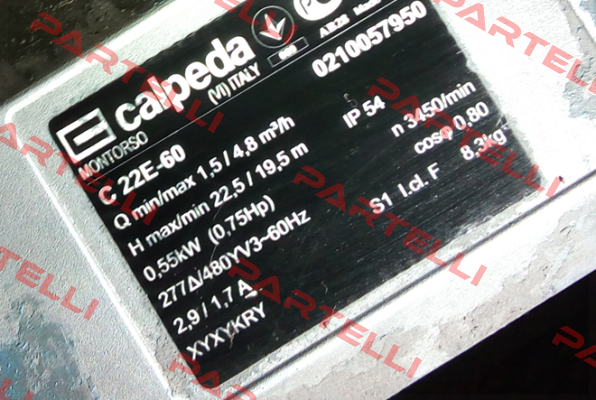 calpeda
MONTORSO
(VI) ITALY
0210057950
C 22E-60
Q min/max 1,5 / 4,8 m³/h
IP 54
n 3450/min
H max/min 22,5 / 19,5 m
cosφ 0,80
0,55kW (0,75Hp)
S1 I.cl. F
8,3kg
277Δ/480YV3~60Hz
2,9 / 1,7 A
XYXYKRY
PARTELLI
PARTELLI
PARTELLI
PARTELLI
PARTELLI
PARTELLI